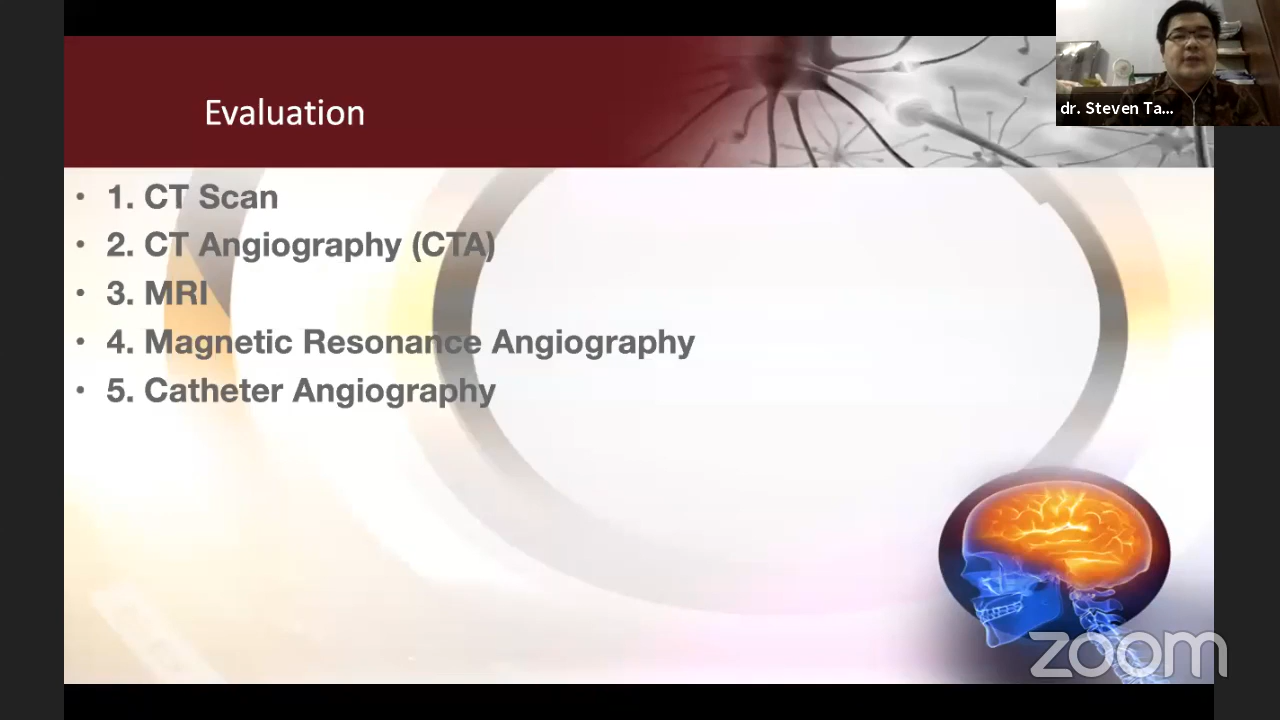 Evaluation
dr. Steven Ta...
• 1. CT Scan
• 2. CT Angiography (CTA)
• 3. MRI
• 4. Magnetic Resonance Angiography
• 5. Catheter Angiography
zoom